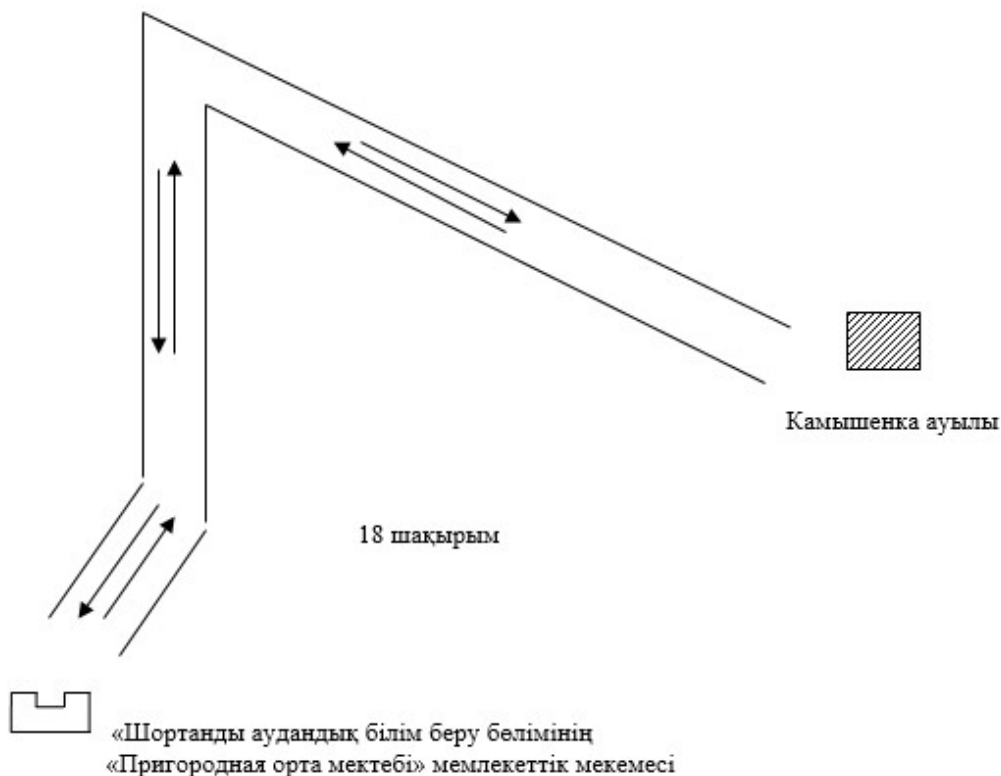 Камышенка ауылы
18 шақырым
«Шортанды аудандық білім беру бөлімінің
«Пригородная орта мектебі» мемлекеттік мекемесі